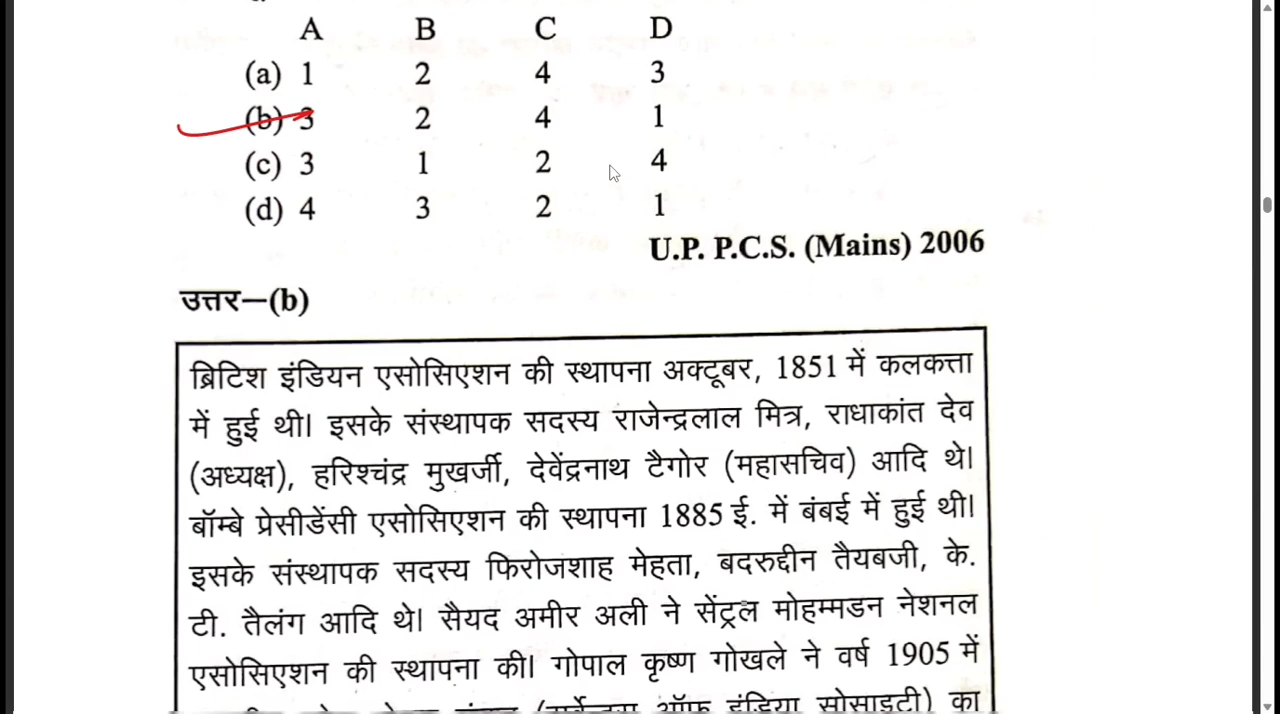 A B C D
(a) 1 2 4 3
(b) 3 2 4 1
(c) 3 1 2 4
(d) 4 3 2 1
U.P. P.C.S. (Mains) 2006
उत्तर—(b)
ब्रिटिश इंडियन एसोसिएशन की स्थापना अक्टूबर, 1851 में कलकत्ता
में हुई थी। इसके संस्थापक सदस्य राजेन्द्रलाल मित्र, राधाकांत देव
(अध्यक्ष), हरिश्चंद्र मुखर्जी, देवेंद्रनाथ टैगोर (महासचिव) आदि थे।
बॉम्बे प्रेसीडेंसी एसोसिएशन की स्थापना 1885 ई. में बंबई में हुई थी।
इसके संस्थापक सदस्य फिरोजशाह मेहता, बदरुद्दीन तैयबजी, के.
टी. तैलंग आदि थे। सैयद अमीर अली ने सेंट्रल मोहम्मडन नेशनल
एसोसिएशन की स्थापना की। गोपाल कृष्ण गोखले ने वर्ष 1905 में
(सर्वेन्ट्स ऑफ इंडिया सोसाइटी) का